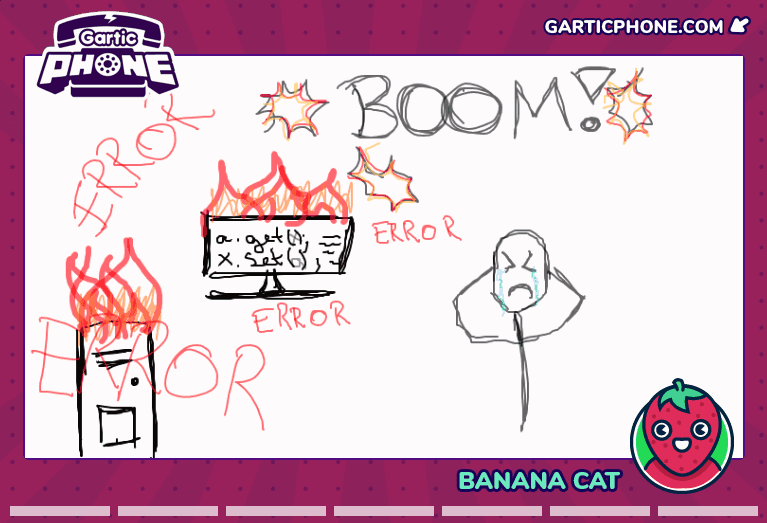 Gartic
PHONE
GARTICPHONE.COM
BOOM!
ERROR
ERROR
a.get();
x.set();
ERROR
ERROR
BANANA CAT